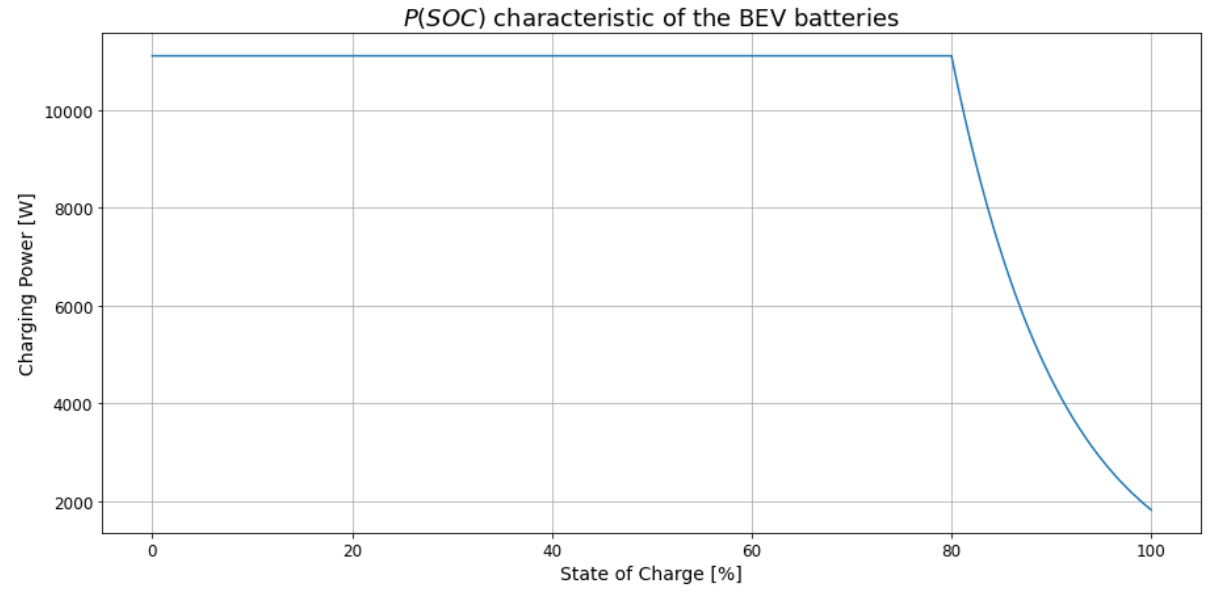 P(SOC) characteristic of the BEV batteries
10000
8000
6000
4000
2000
Charging Power [W]
0 20 40 60 80 100
State of Charge [%]